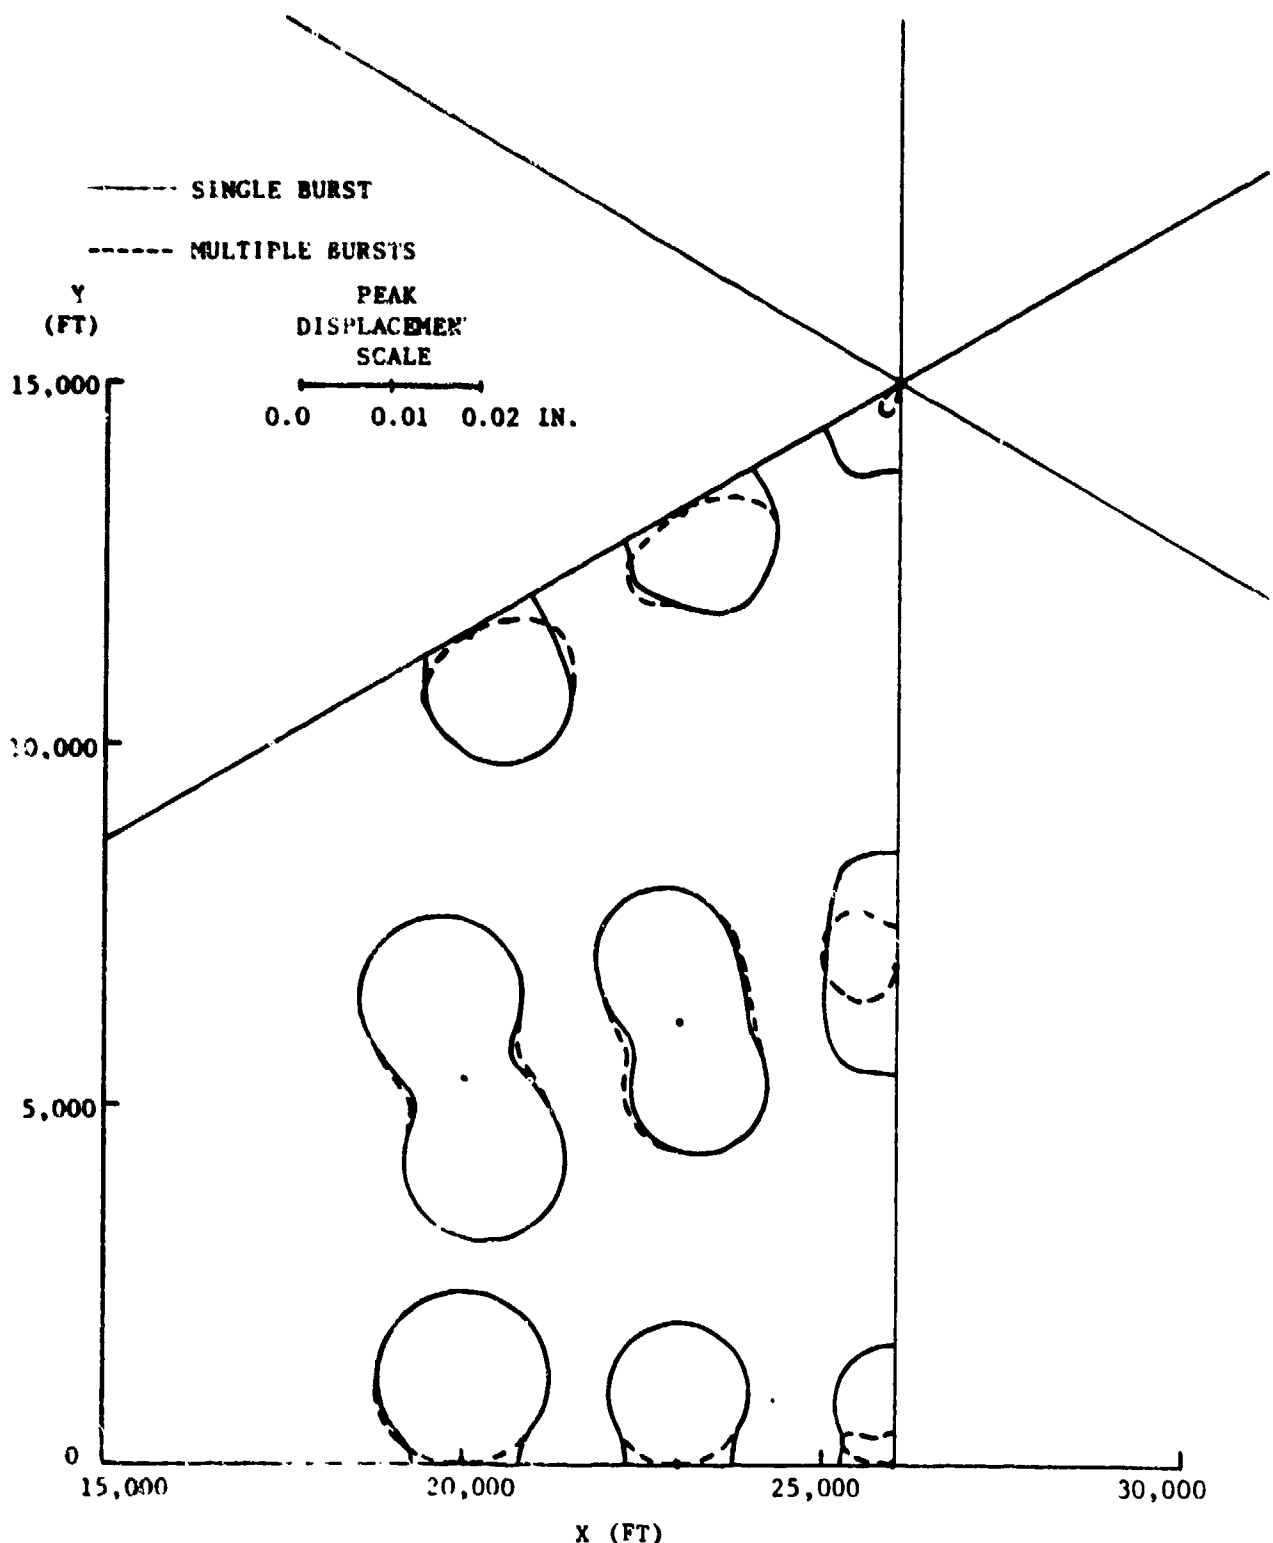 SINGLE BURST
MULTIPLE BURSTS
Y
(FT)
PEAK
DISPLACEMEN
SCALE
0.0 0.01 0.02 IN.
15,000
10,000
5,000
0
15,000 20,000 25,000 30,000
X (FT)